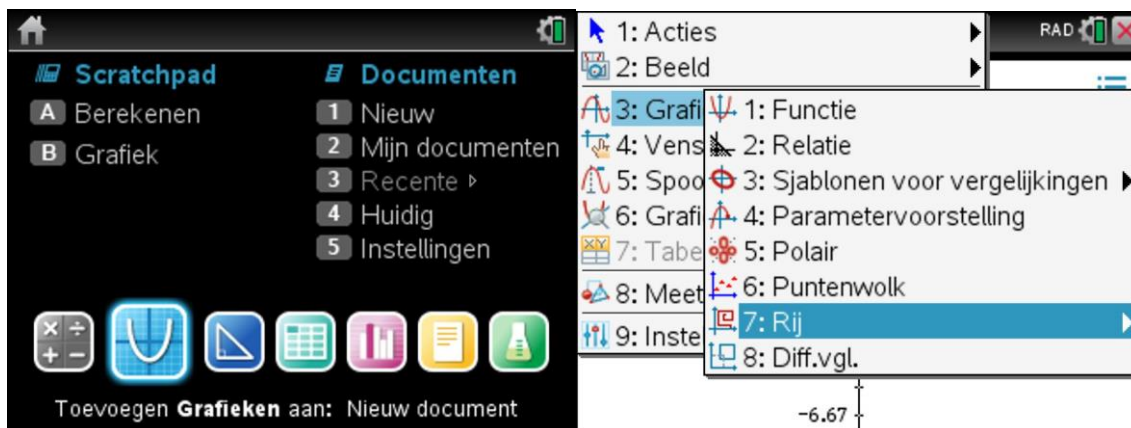 Scratchpad
A Berekenen
B Grafiek
Documenten
1 Nieuw
2 Mijn documenten
3 Recente ▹
4 Huidig
5 Instellingen
Toevoegen Grafieken aan: Nieuw document
1: Acties
2: Beeld
3: Grafi
4: Vens
5: Spoo
6: Grafi
7: Tabe
8: Meet
9: Inste
RAD
1: Functie
2: Relatie
3: Sjablonen voor vergelijkingen
4: Parametervoorstelling
5: Polair
6: Puntenwolk
7: Rij
8: Diff.vgl.
-6.67